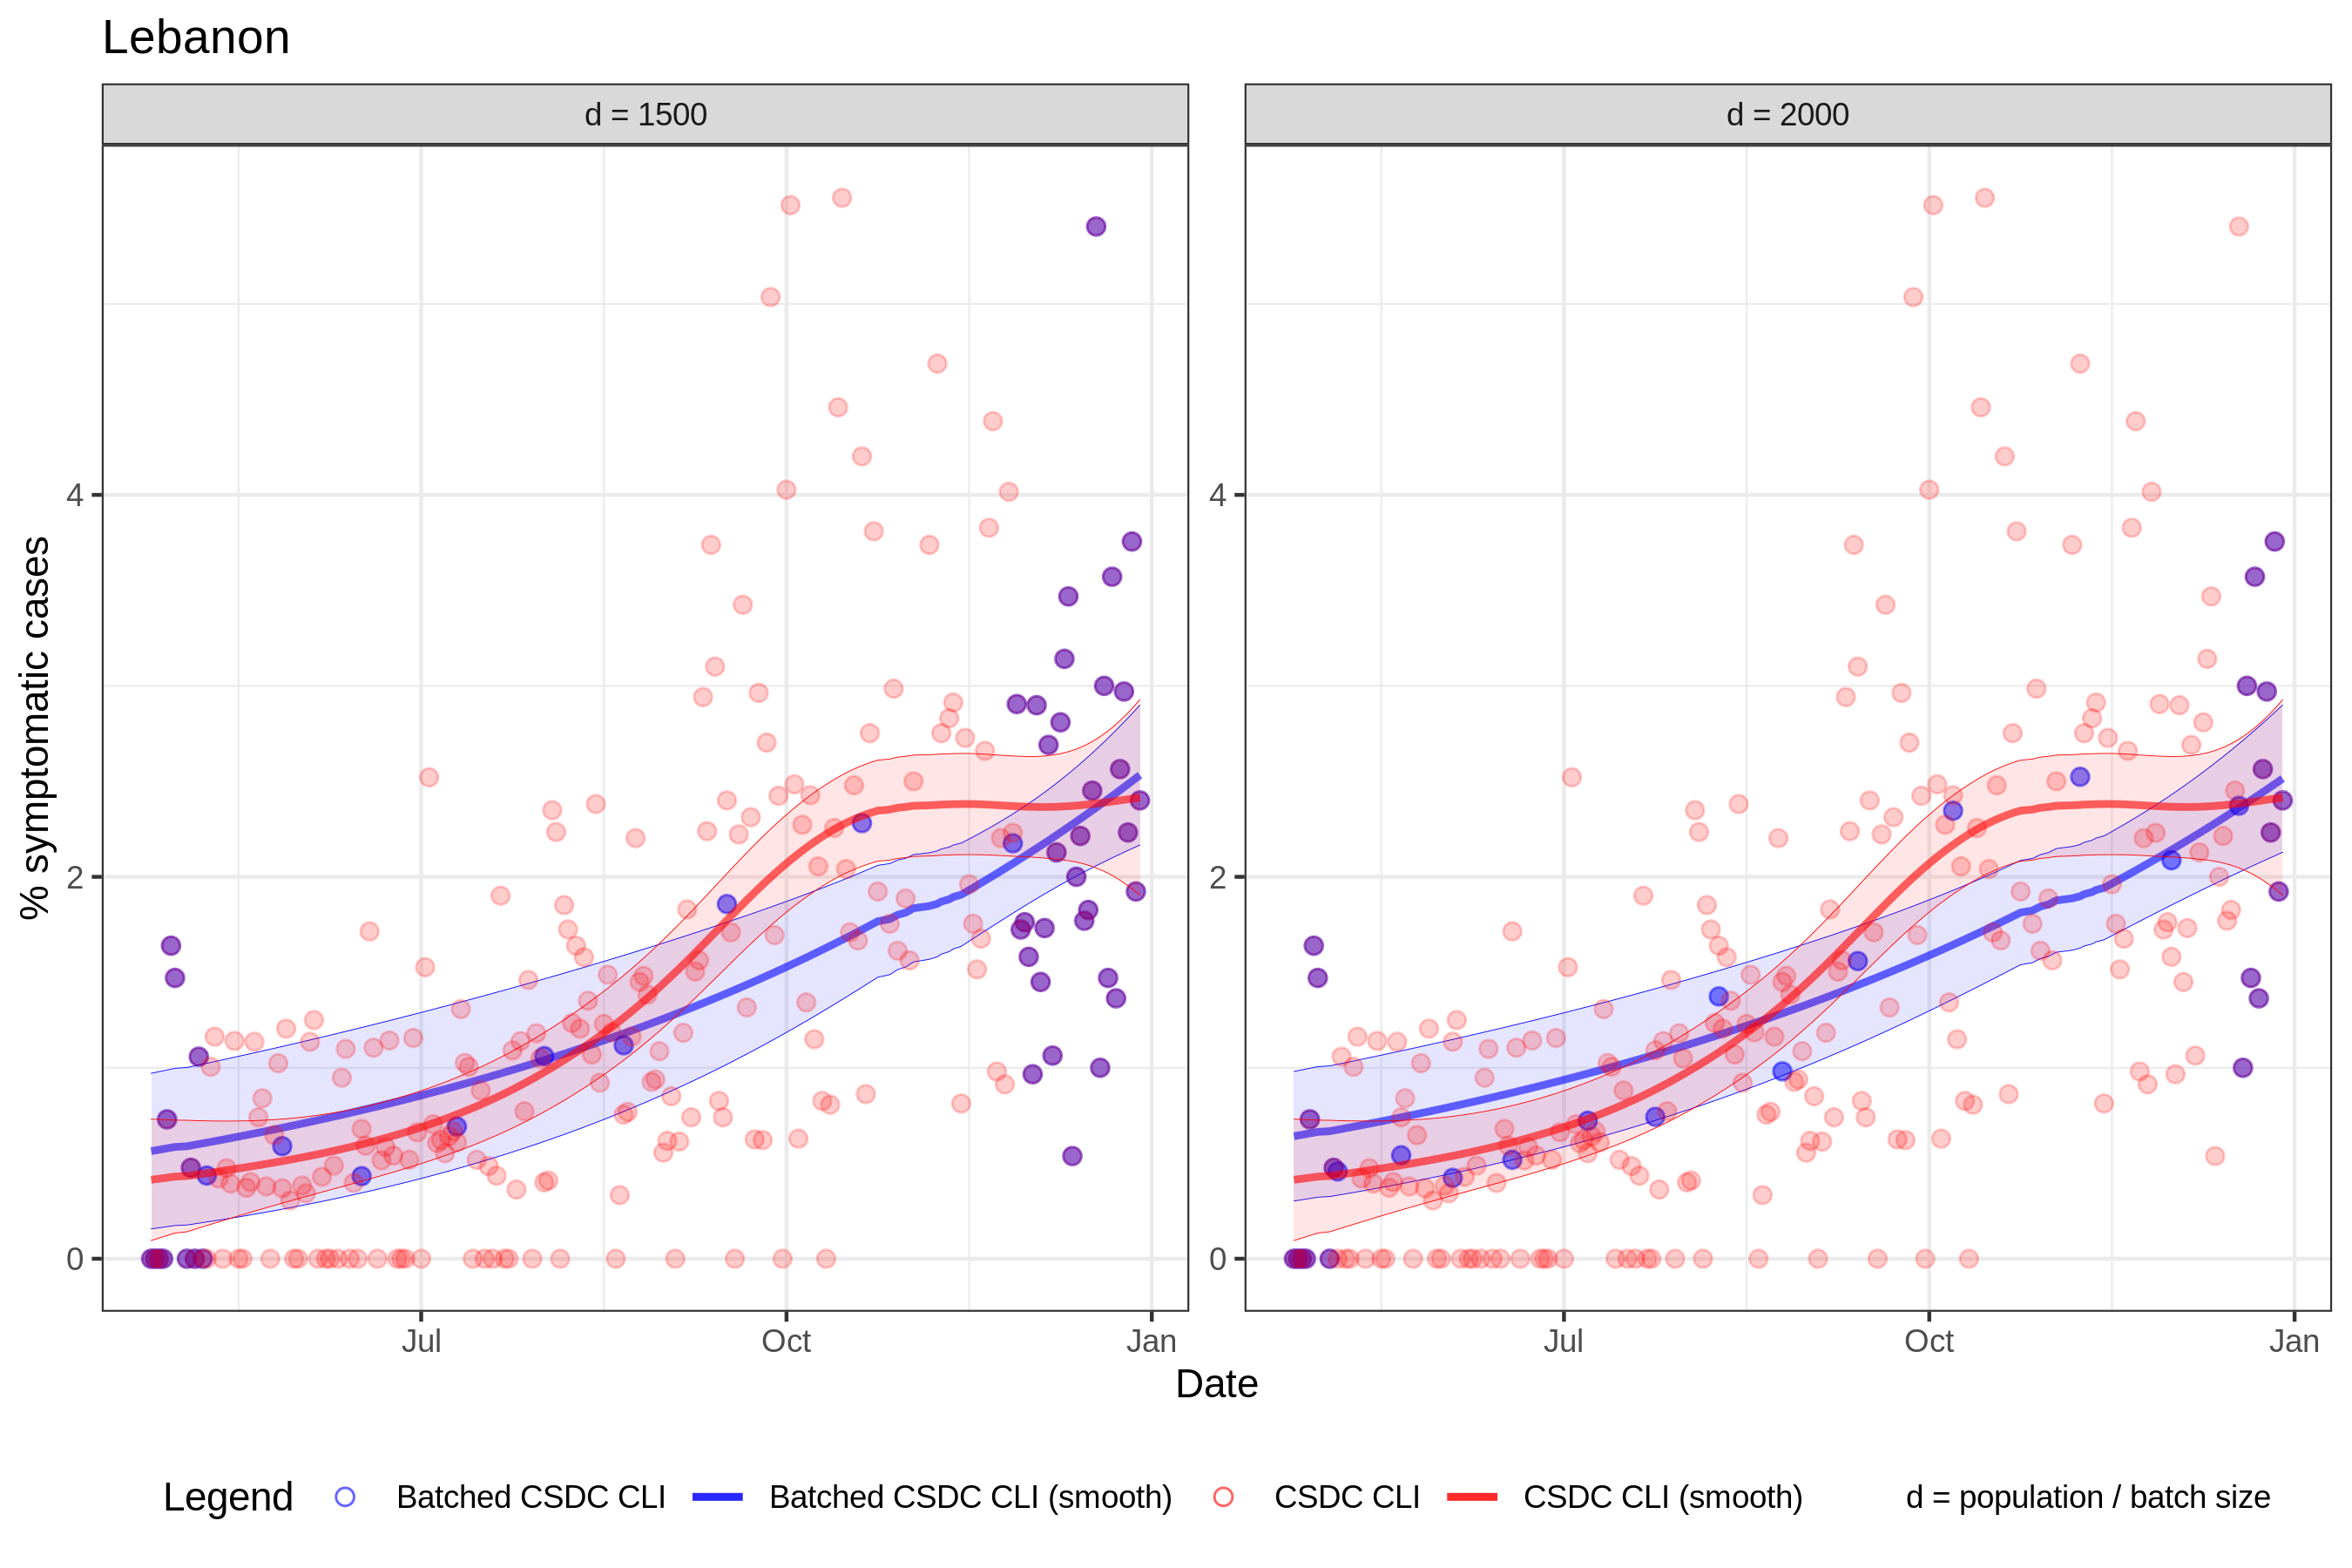 Lebanon
d = 1500
d = 2000
% symptomatic cases
4
2
0
4
2
0
Jul
Oct
Jan
Jul
Oct
Jan
Date
Legend
Batched CSDC CLI
Batched CSDC CLI (smooth)
CSDC CLI
CSDC CLI (smooth)
d = population / batch size